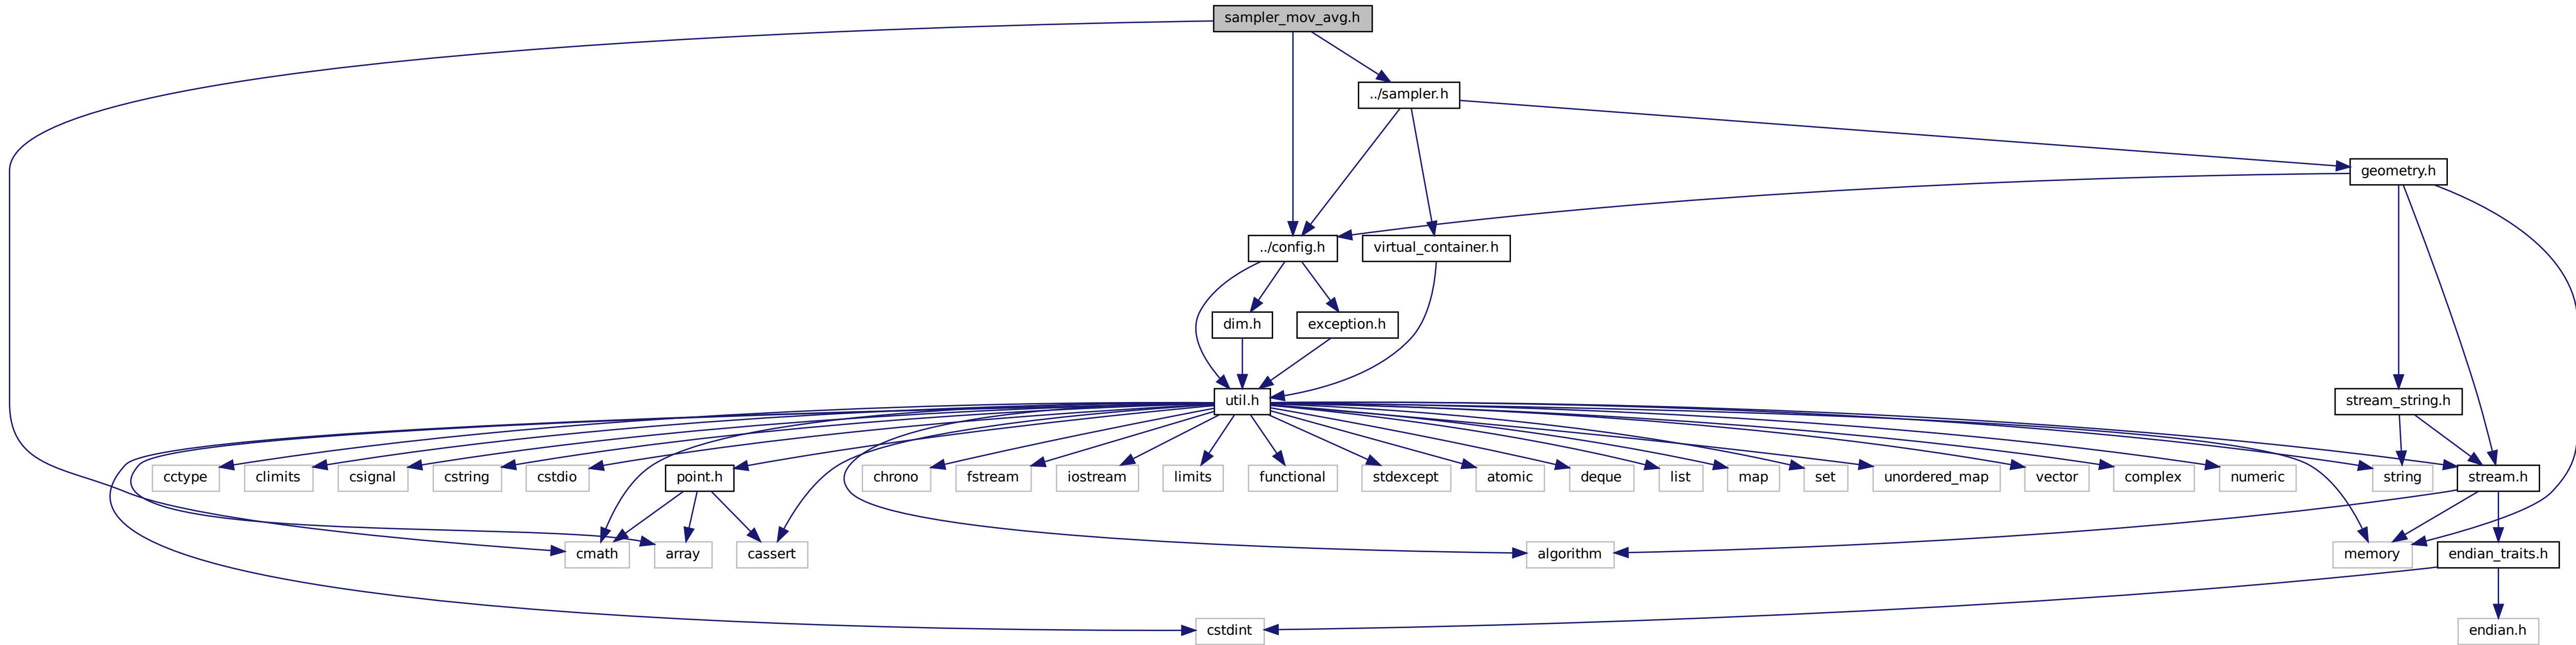 sampler_mov_avg.h
../sampler.h
geometry.h
../config.h
virtual_container.h
dim.h
exception.h
util.h
stream_string.h
cctype
climits
csignal
cstring
cstdio
point.h
chrono
fstream
iostream
limits
functional
stdexcept
atomic
deque
list
map
set
unordered_map
vector
complex
numeric
string
stream.h
cmath
array
cassert
algorithm
memory
endian_traits.h
cstdint
endian.h